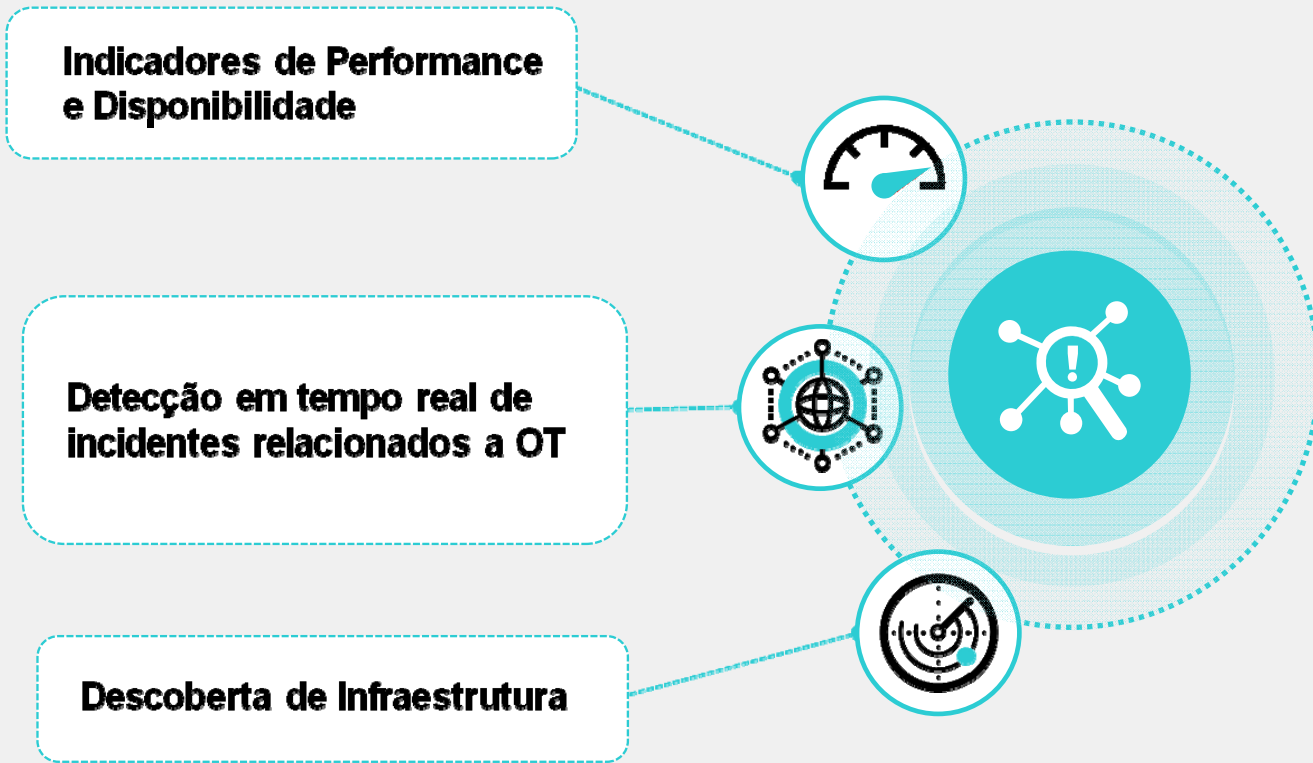 Indicadores de Performance
e Disponibilidade
Detecção em tempo real de
incidentes relacionados a OT
Descoberta de Infraestrutura